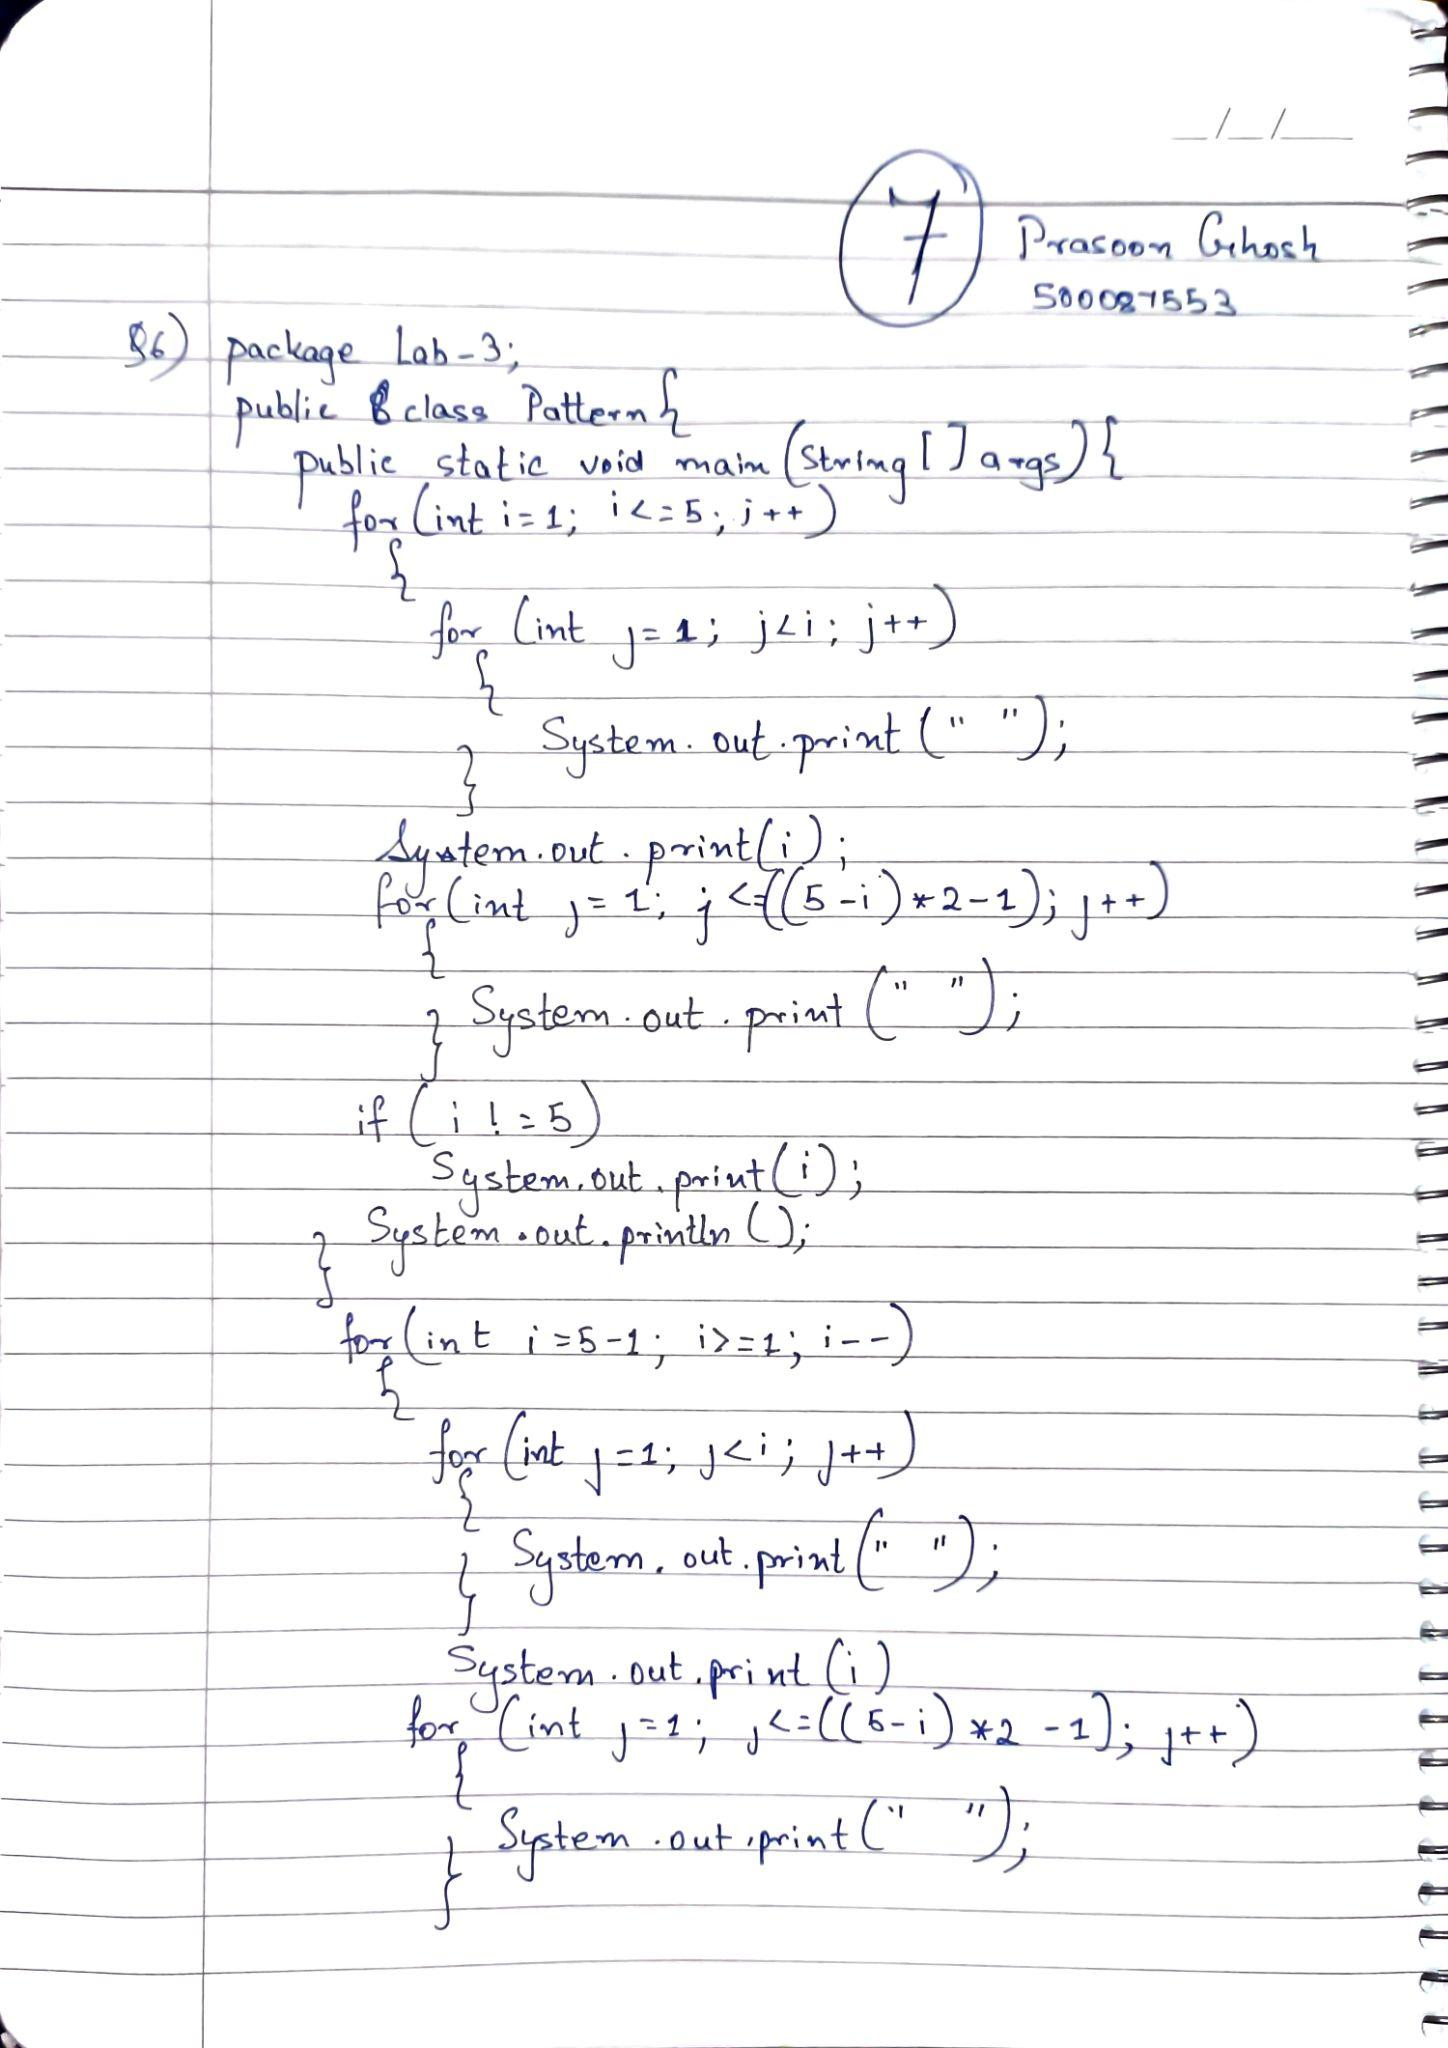 _/_/__
7
Prasoon Ghosh
500087553
Q6) package Lab-3;
public class Pattern{
public static void main (String [] args) {
for (int i=1; i<=5; j++)
{
for (int j=1; j<i; j++)
{
System.out.print (" ");
}
System.out.print(i);
for (int j=1; j<=((5-i)*2-1); j++)
{
System.out.print (" ");
}
if (i!=5)
System.out.print(i);
System.out.println ();
}
for (int i=5-1; i>=1; i--)
{
for (int j=1; j<i; j++)
{
System.out.print (" ");
}
System.out.print (i)
for (int j=1; j<=((5-i)*2-1); j++)
{
System.out.print (" ");
}